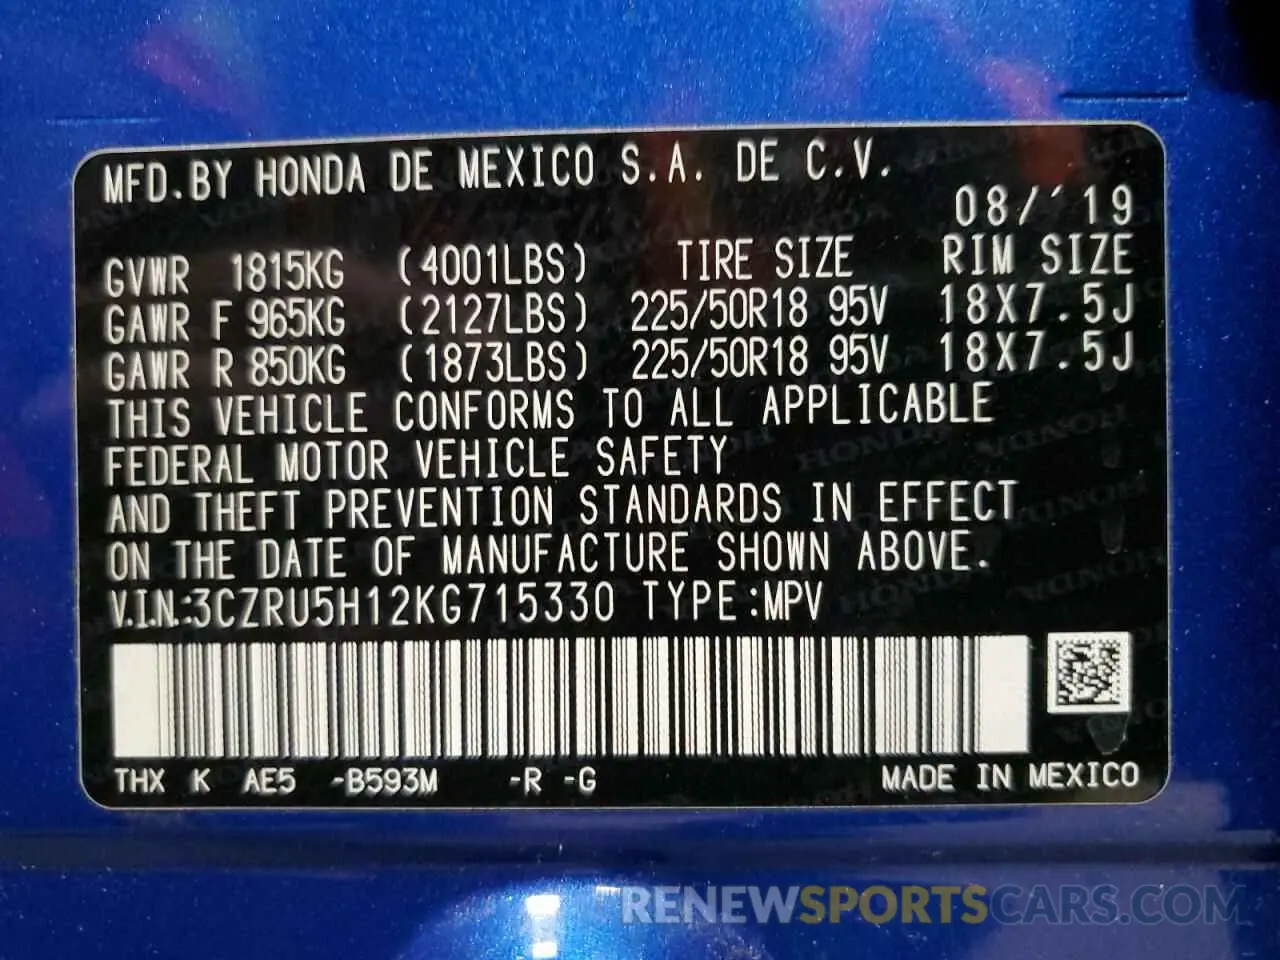 MFD.BY HONDA DE MEXICO S.A. DE C.V.
08/'19
GVWR 1815KG (4001LBS) TIRE SIZE RIM SIZE
GAWR F 965KG (2127LBS) 225/50R18 95V 18X7.5J
GAWR R 850KG (1873LBS) 225/50R18 95V 18X7.5J
THIS VEHICLE CONFORMS TO ALL APPLICABLE
FEDERAL MOTOR VEHICLE SAFETY
AND THEFT PREVENTION STANDARDS IN EFFECT
ON THE DATE OF MANUFACTURE SHOWN ABOVE.
V.I.N.:3CZRU5H12KG715330 TYPE:MPV
THX K AE5 -B593M -R -G MADE IN MEXICO
RENEWSPORTSCARS.COM